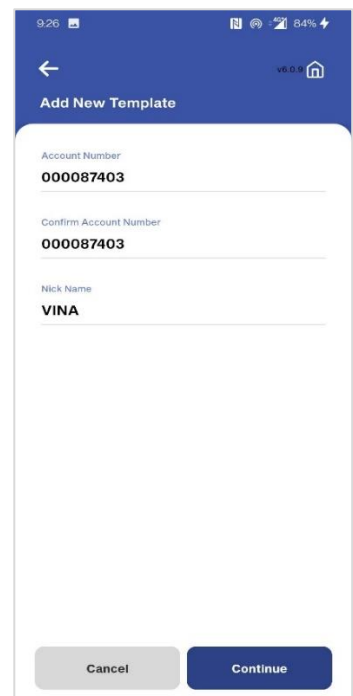 9:26 84%
v6.0.9
Add New Template
Account Number
000087403
Confirm Account Number
000087403
Nick Name
VINA
Cancel Continue